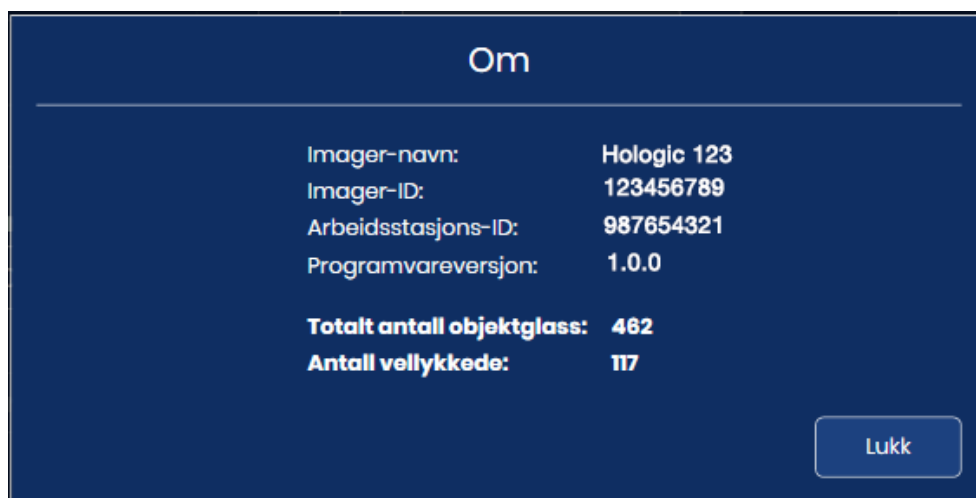 Om
Imager-navn: Hologic 123
Imager-ID: 123456789
Arbeidsstasjons-ID: 987654321
Programvareversjon: 1.0.0
Totalt antall objektglass: 462
Antall vellykkede: 117
Lukk